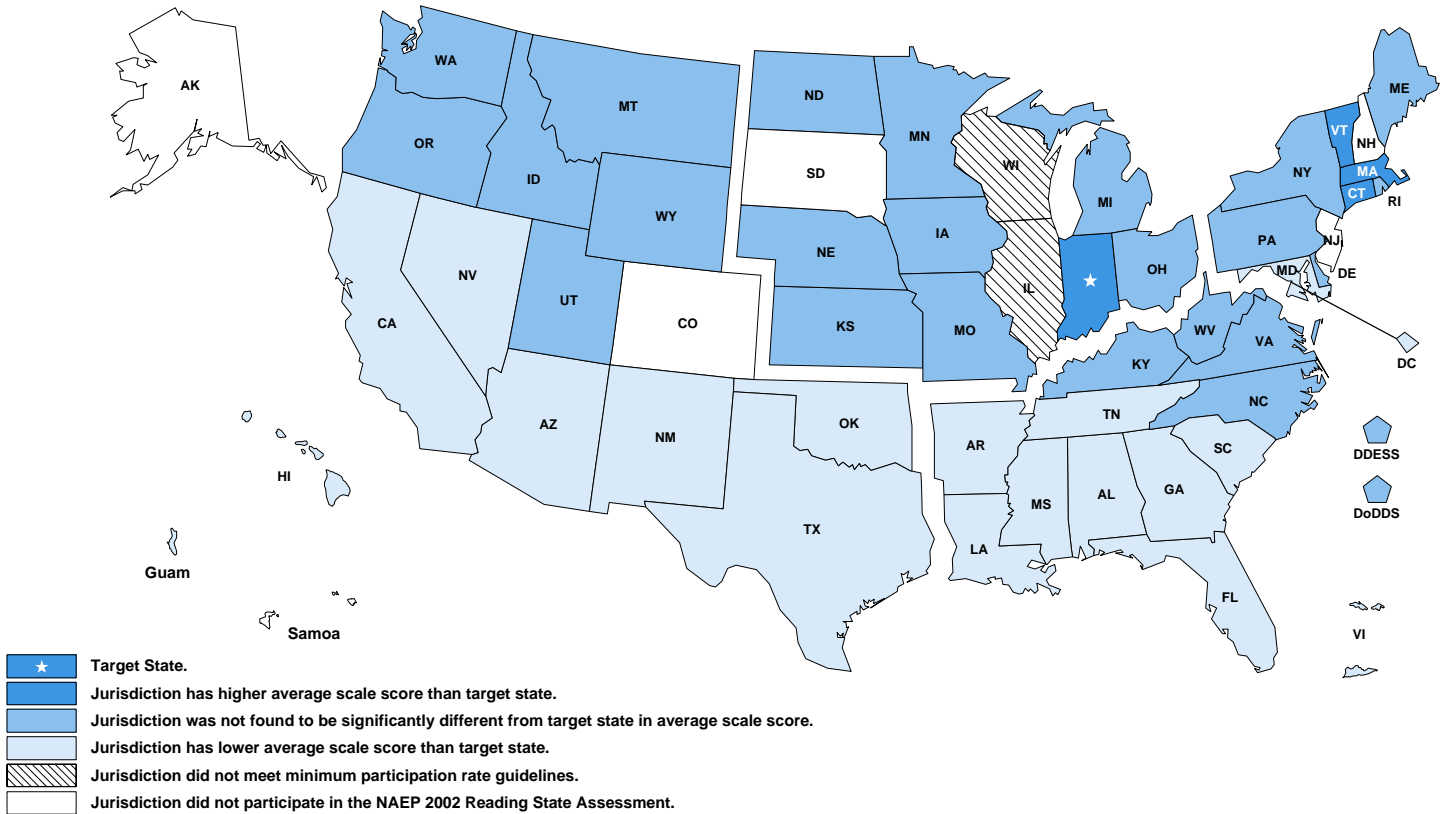 AK
WA
MT
ND
MN
ME
VT
NH
OR
ID
SD
WI
NY
MA
CT
RI
WY
MI
NE
IA
PA
NJ
NV
UT
IL
OH
MD
DE
CA
CO
KS
MO
WV
VA
KY
DC
AZ
NM
OK
AR
TN
NC
DDESS
HI
SC
MS
AL
GA
DoDDS
TX
LA
Guam
FL
Samoa
VI
Target State.
Jurisdiction has higher average scale score than target state.
Jurisdiction was not found to be significantly different from target state in average scale score.
Jurisdiction has lower average scale score than target state.
Jurisdiction did not meet minimum participation rate guidelines.
Jurisdiction did not participate in the NAEP 2002 Reading State Assessment.